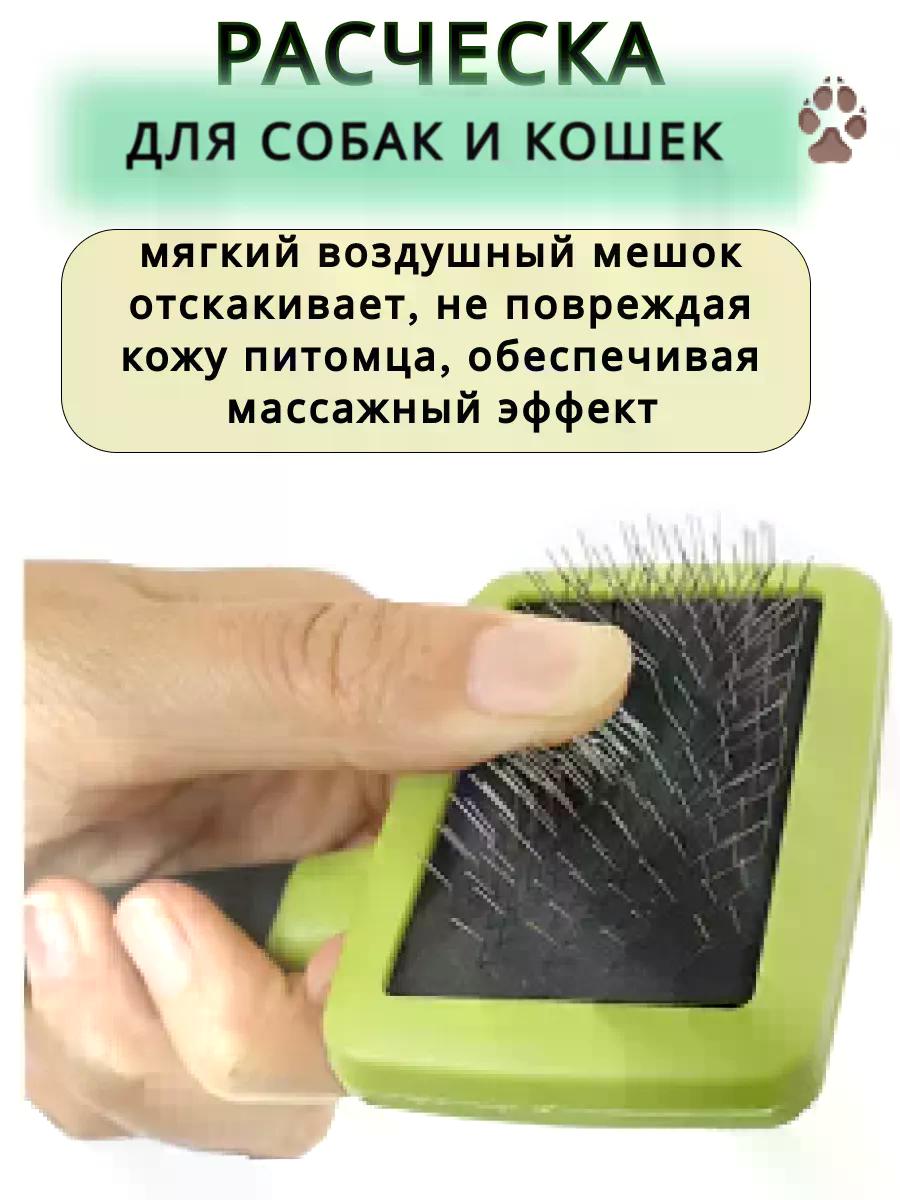 РАСЧЕСКА
ДЛЯ СОБАК И КОШЕК
мягкий воздушный мешок
отскакивает, не повреждая
кожу питомца, обеспечивая
массажный эффект